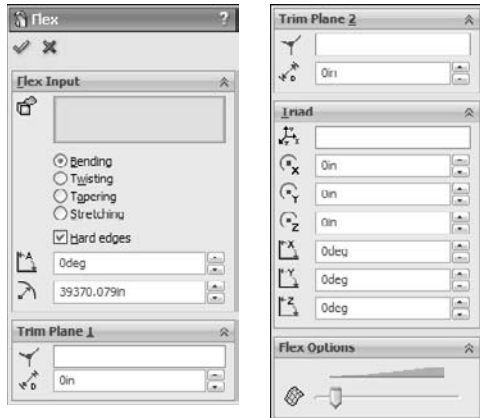 Flex ?
Flex Input
Bending
Twisting
Tapering
Stretching
Hard edges
A
0deg
39370.079in
Trim Plane 1
D
0in
Trim Plane 2
D
0in
Triad
X
0in
Y
0in
Z
0in
X
0deg
Y
0deg
Z
0deg
Flex Options